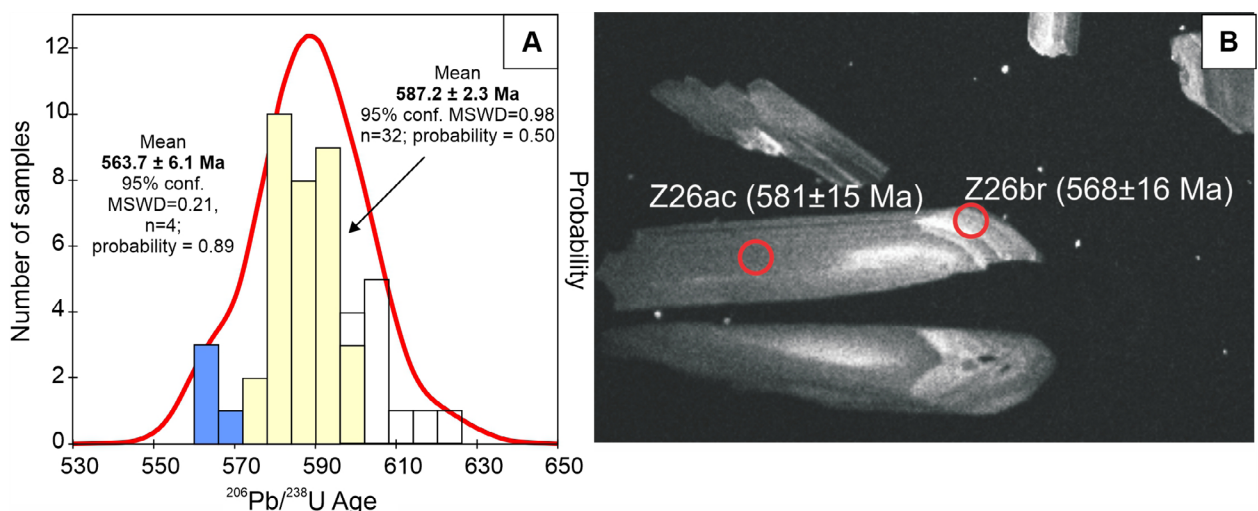 A
B
12
10
8
6
4
2
0
Number of samples
Mean
587.2 ± 2.3 Ma
95% conf. MSWD=0.98
n=32; probability = 0.50
Mean
563.7 ± 6.1 Ma
95% conf.
MSWD=0.21,
n=4;
probability = 0.89
Probability
530 550 570 590 610 630 650
²⁰⁶Pb/²³⁸U Age
Z26ac (581±15 Ma)
Z26br (568±16 Ma)